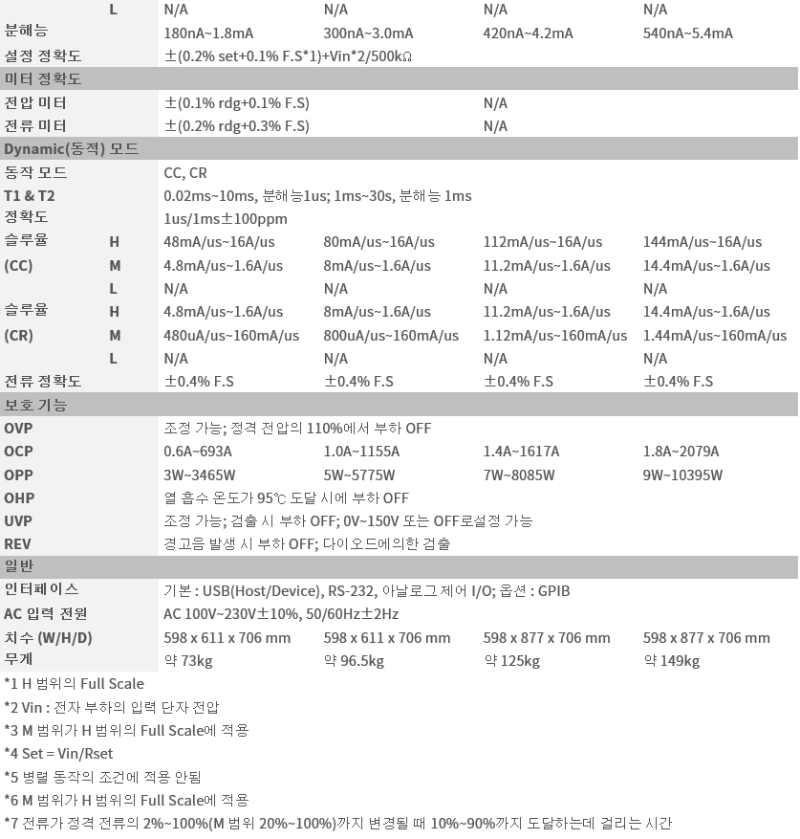 L N/A N/A N/A N/A
분해능 180nA~1.8mA 300nA~3.0mA 420nA~4.2mA 540nA~5.4mA
설정 정확도 ±(0.2% set+0.1% F.S*1)+Vin*2/500kΩ
미터 정확도
전압 미터 ±(0.1% rdg+0.1% F.S) N/A
전류 미터 ±(0.2% rdg+0.3% F.S) N/A
Dynamic(동적) 모드
동작 모드 CC, CR
T1 & T2 0.02ms~10ms, 분해능1us; 1ms~30s, 분해능 1ms
정확도 1us/1ms±100ppm
슬루율 H 48mA/us~16A/us 80mA/us~16A/us 112mA/us~16A/us 144mA/us~16A/us
(CC) M 4.8mA/us~1.6A/us 8mA/us~1.6A/us 11.2mA/us~1.6A/us 14.4mA/us~1.6A/us
L N/A N/A N/A N/A
슬루율 H 4.8mA/us~1.6A/us 8mA/us~1.6A/us 11.2mA/us~1.6A/us 14.4mA/us~1.6A/us
(CR) M 480uA/us~160mA/us 800uA/us~160mA/us 1.12mA/us~160mA/us 1.44mA/us~160mA/us
L N/A N/A N/A N/A
전류 정확도 ±0.4% F.S ±0.4% F.S ±0.4% F.S ±0.4% F.S
보호 기능
OVP 조정 가능; 정격 전압의 110%에서 부하 OFF
OCP 0.6A~693A 1.0A~1155A 1.4A~1617A 1.8A~2079A
OPP 3W~3465W 5W~5775W 7W~8085W 9W~10395W
OHP 열 흡수 온도가 95℃ 도달 시에 부하 OFF
UVP 조정 가능; 검출 시 부하 OFF; 0V~150V 또는 OFF로설정 가능
REV 경고음 발생 시 부하 OFF; 다이오드에의한 검출
일반
인터페이스 기본 : USB(Host/Device), RS-232, 아날로그 제어 I/O; 옵션 : GPIB
AC 입력 전원 AC 100V~230V±10%, 50/60Hz±2Hz
치수 (W/H/D) 598 x 611 x 706 mm 598 x 611 x 706 mm 598 x 877 x 706 mm 598 x 877 x 706 mm
무게 약 73kg 약 96.5kg 약 125kg 약 149kg
*1 H 범위의 Full Scale
*2 Vin : 전자 부하의 입력 단자 전압
*3 M 범위가 H 범위의 Full Scale에 적용
*4 Set = Vin/Rset
*5 병렬 동작의 조건에 적용 안됨
*6 M 범위가 H 범위의 Full Scale에 적용
*7 전류가 정격 전류의 2%~100%(M 범위 20%~100%)까지 변경될 때 10%~90%까지 도달하는데 걸리는 시간